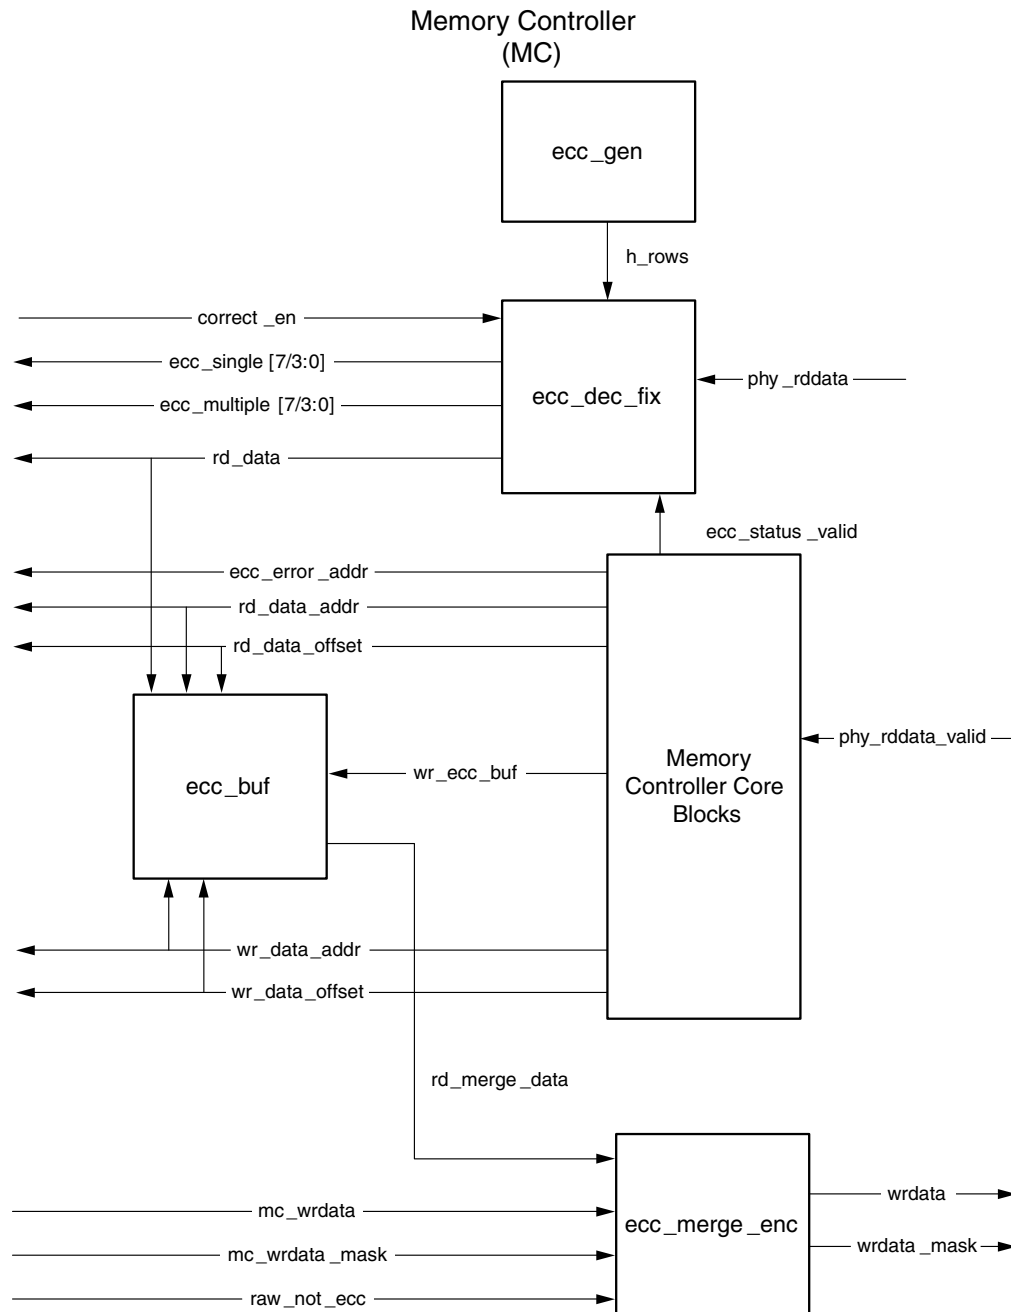 Memory Controller
(MC)
ecc_gen
h_rows
correct_en
ecc_single [7/3:0]
ecc_multiple [7/3:0]
rd_data
ecc_dec_fix
phy_rddata
ecc_status_valid
ecc_error_addr
rd_data_addr
rd_data_offset
ecc_buf
wr_ecc_buf
Memory
Controller Core
Blocks
phy_rddata_valid
wr_data_addr
wr_data_offset
rd_merge_data
mc_wrdata
mc_wrdata_mask
raw_not_ecc
ecc_merge_enc
wrdata
wrdata_mask